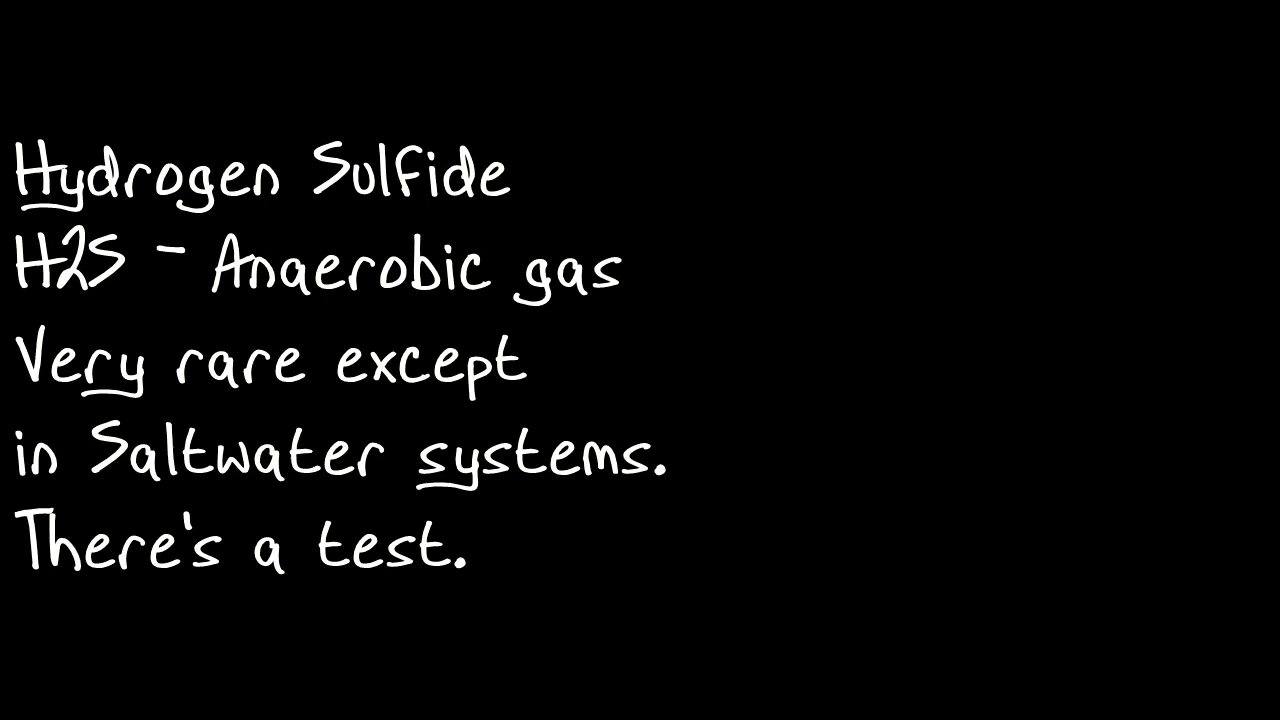 Hydrogen Sulfide
H2S - Anaerobic gas
Very rare except
in Saltwater systems.
There's a test.